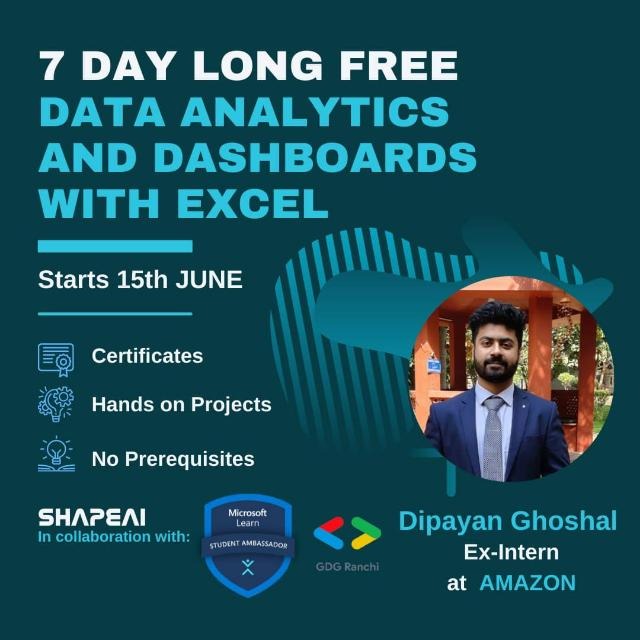 7 DAY LONG FREE
DATA ANALYTICS
AND DASHBOARDS
WITH EXCEL
Starts 15th JUNE
Certificates
Hands on Projects
No Prerequisites
SHAPEAI
In collaboration with:
Microsoft
Learn
STUDENT AMBASSADOR
GDG Ranchi
Dipayan Ghoshal
Ex-Intern
at AMAZON